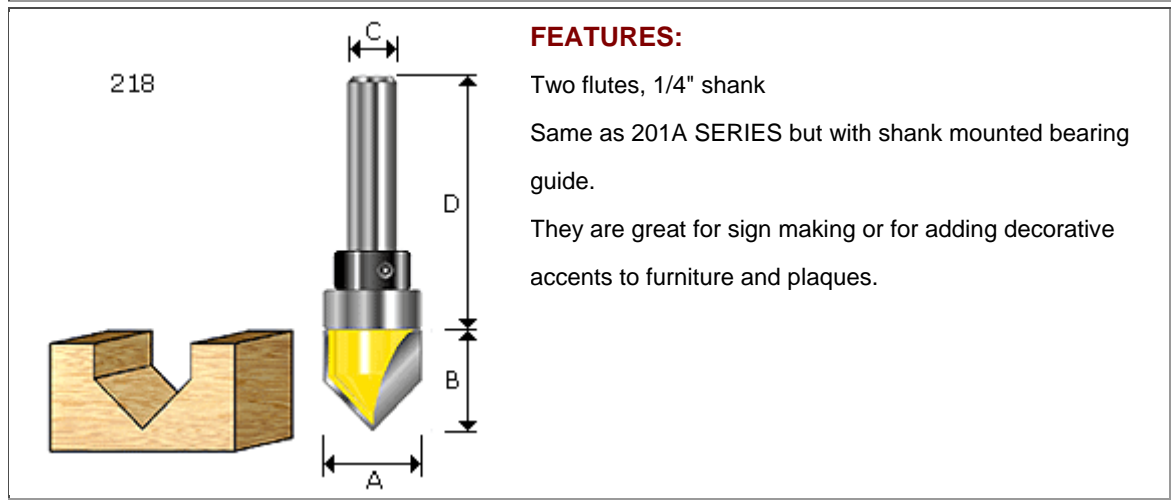 218
C
D
B
A
FEATURES:
Two flutes, 1/4" shank
Same as 201A SERIES but with shank mounted bearing
guide.
They are great for sign making or for adding decorative
accents to furniture and plaques.